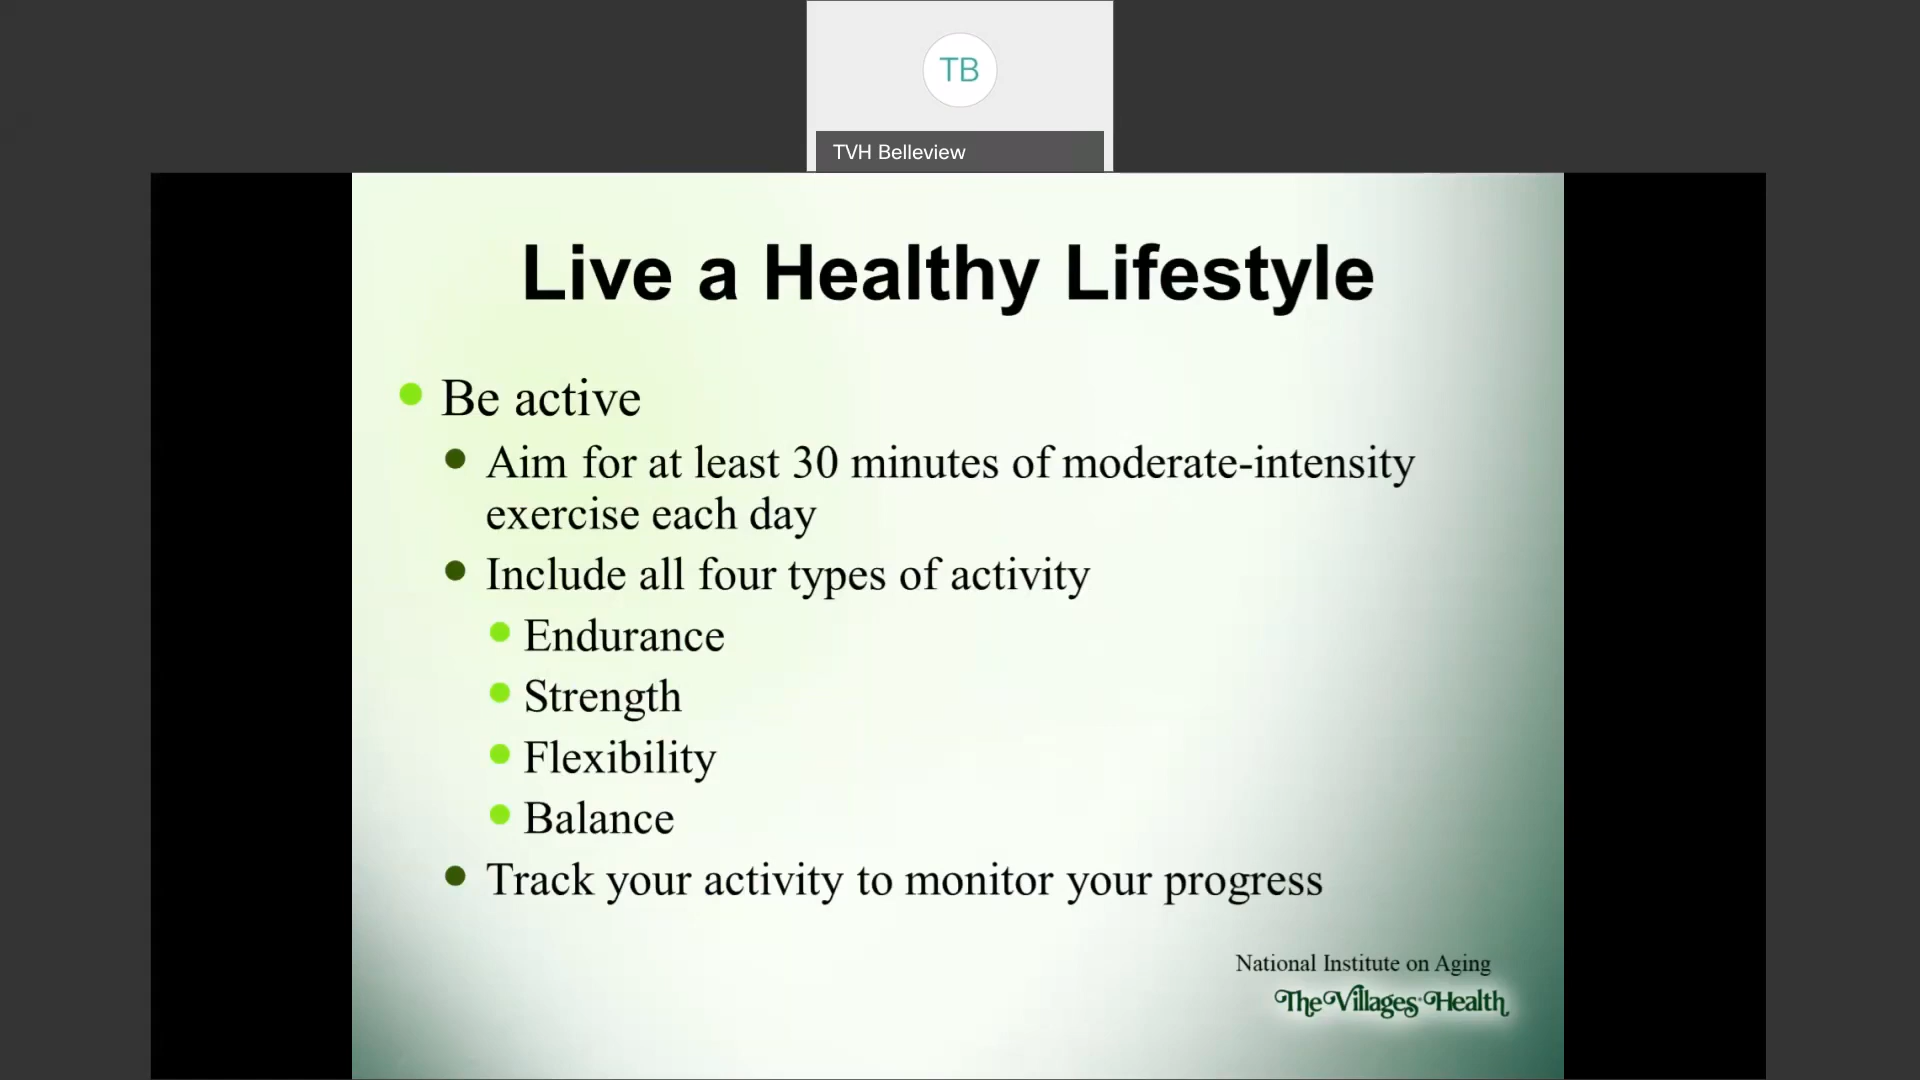 TB
TVH Belleview
Live a Healthy Lifestyle
Be active
Aim for at least 30 minutes of moderate-intensity
exercise each day
Include all four types of activity
Endurance
Strength
Flexibility
Balance
Track your activity to monitor your progress
National Institute on Aging
The Villages Health